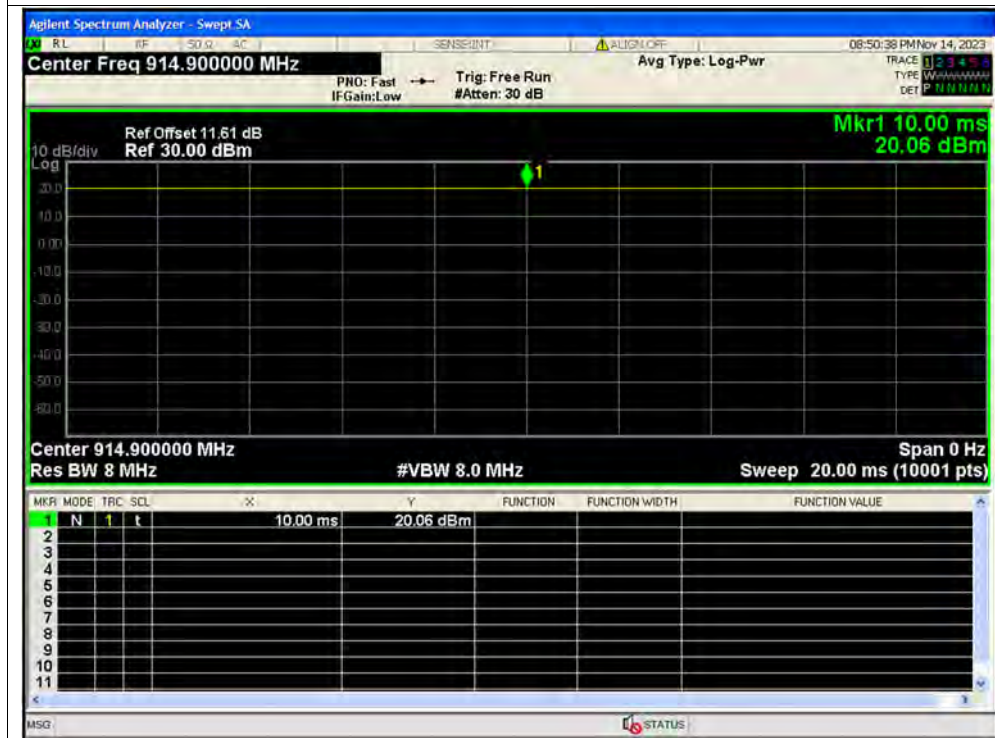 Agilent Spectrum Analyzer - Swept SA
RL RF 50 Ω AC SENSE:INT ALIGN OFF 08:50:38 PM Nov 14, 2023
Center Freq 914.900000 MHz
PNO: Fast
IFGain:Low
Trig: Free Run
#Atten: 30 dB
Avg Type: Log-Pwr
TRACE 1 2 3 4 5 6
TYPE W
DET P N N N N N
Ref Offset 11.61 dB
Mkr1 10.00 ms
10 dB/div Ref 30.00 dBm
20.06 dBm
Log
1
20.0
10.0
0.00
-10.0
-20.0
-30.0
-40.0
-50.0
-60.0
Center 914.900000 MHz Span 0 Hz
Res BW 8 MHz #VBW 8.0 MHz Sweep 20.00 ms (10001 pts)
MKR MODE TRC SCL X Y FUNCTION FUNCTION WIDTH FUNCTION VALUE
1 N 1 t 10.00 ms 20.06 dBm
2
3
4
5
6
7
8
9
10
11
MSG STATUS